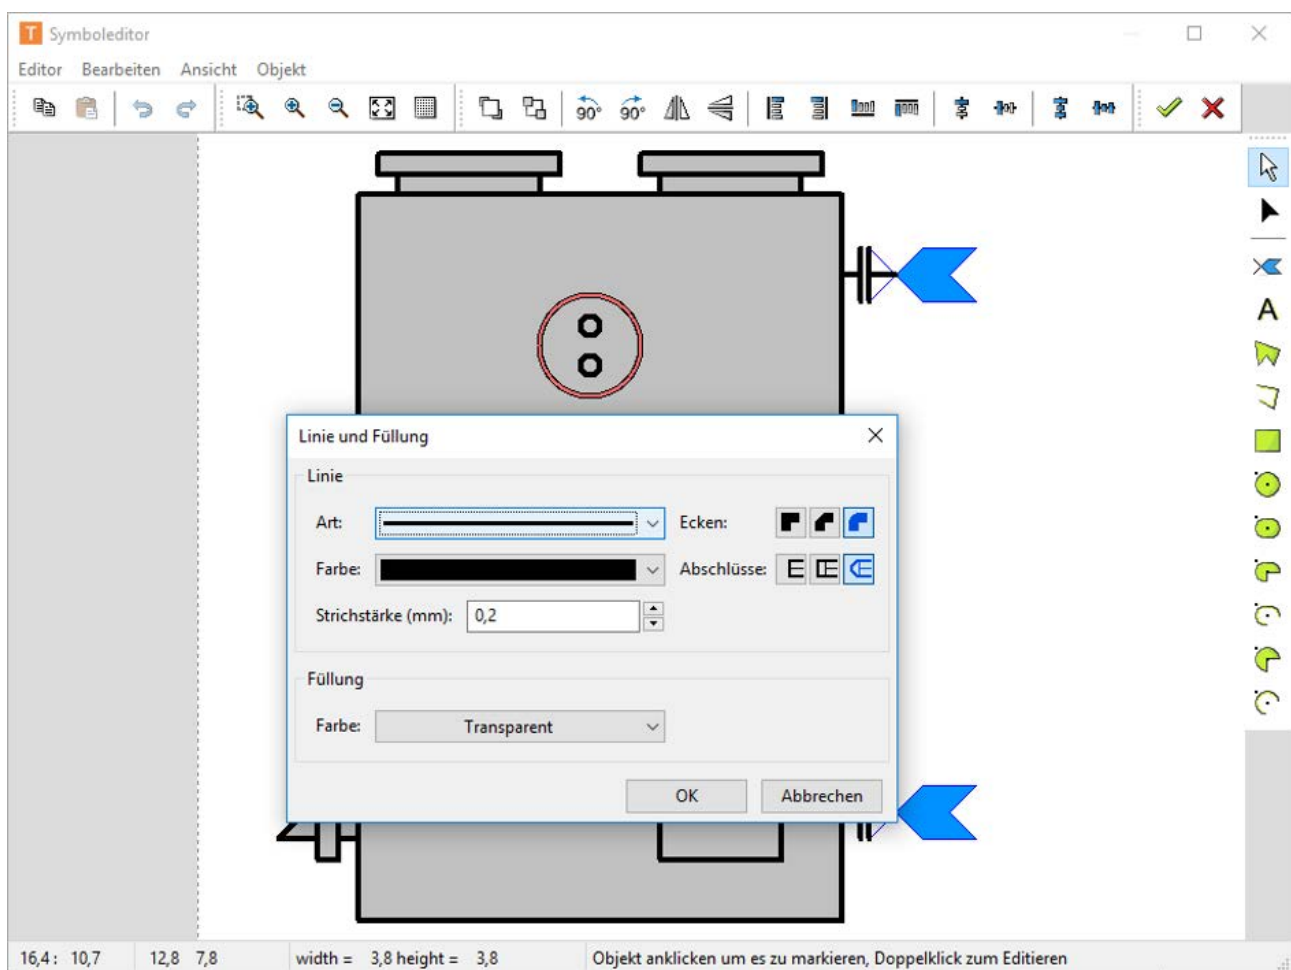 T Symboleditor
Editor Bearbeiten Ansicht Objekt
90° 90°
A
Linie und Füllung
Linie
Art: Ecken:
Farbe: Abschlüsse:
Strichstärke (mm): 0,2
Füllung
Farbe: Transparent
OK Abbrechen
16,4 : 10,7 12,8 7,8 width = 3,8 height = 3,8 Objekt anklicken um es zu markieren, Doppelklick zum Editieren